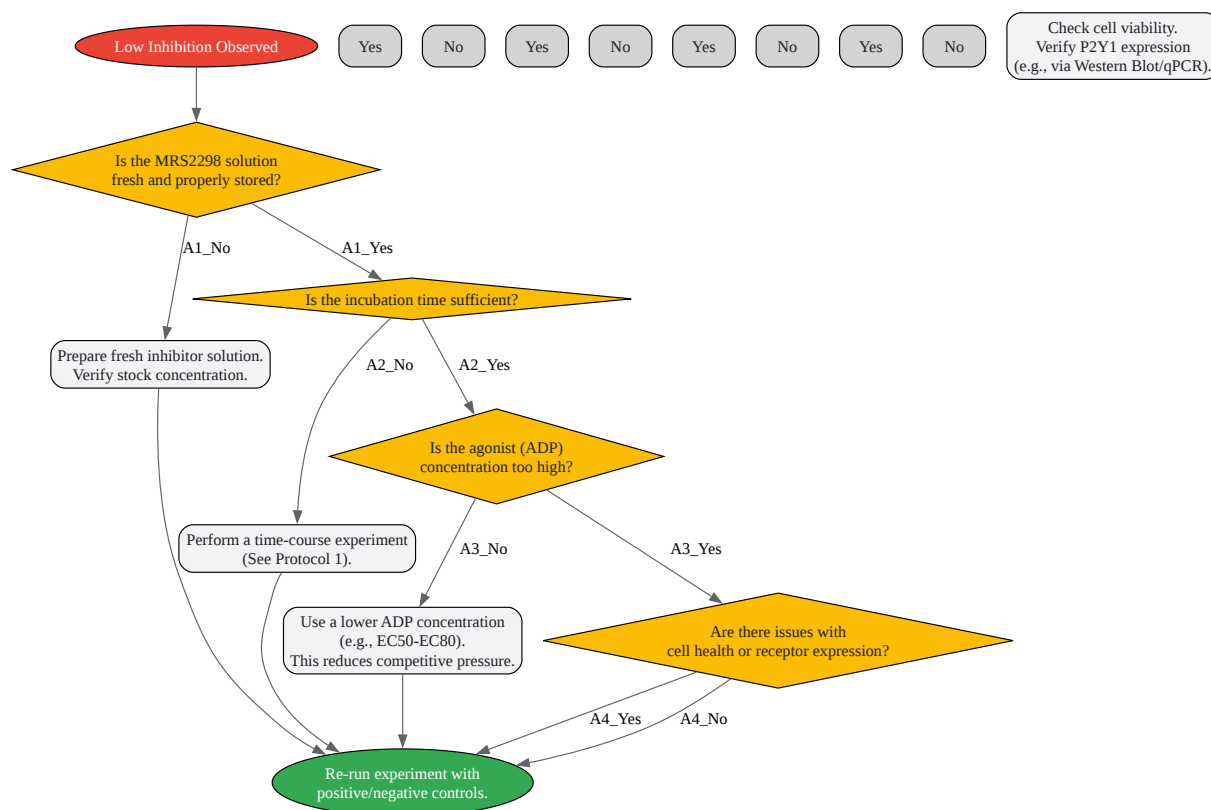 Low Inhibition Observed
Yes
No
Yes
No
Yes
No
Yes
No
Check cell viability.
Verify P2Y1 expression
(e.g., via Western Blot/qPCR).
Is the MRS2298 solution
fresh and properly stored?
A1_No
A1_Yes
Is the incubation time sufficient?
Prepare fresh inhibitor solution.
Verify stock concentration.
A2_No
A2_Yes
Is the agonist (ADP)
concentration too high?
Perform a time-course experiment
(See Protocol 1).
A3_No
A3_Yes
Use a lower ADP concentration
(e.g., EC50-EC80).
This reduces competitive pressure.
Are there issues with
cell health or receptor expression?
A4_Yes
A4_No
Re-run experiment with
positive/negative controls.